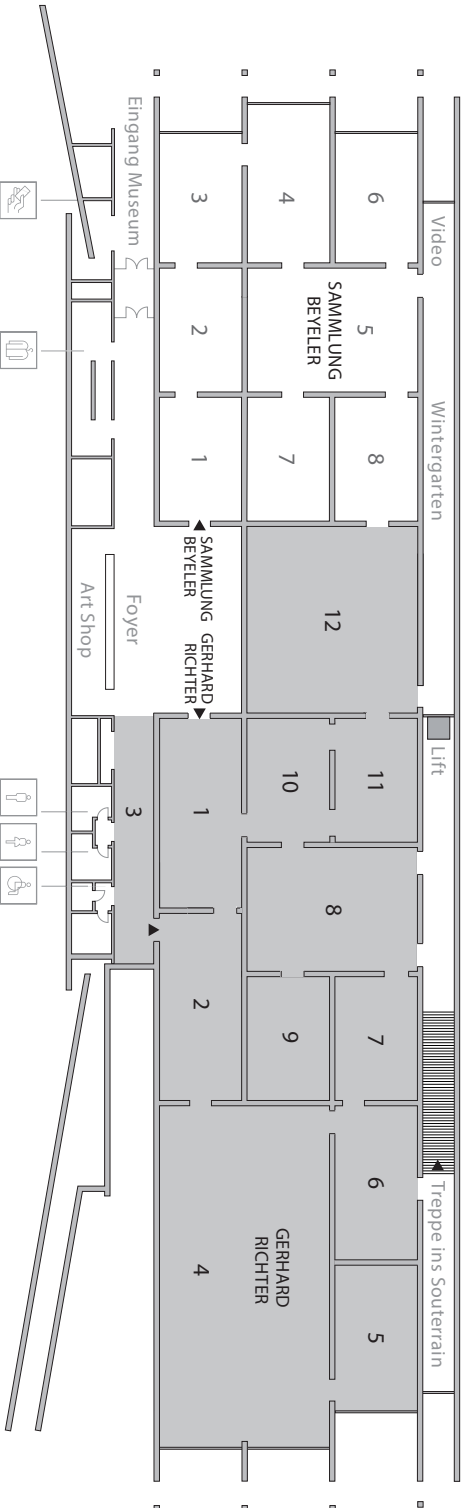 Eingang Museum
3
4
6
Video
2
SAMMLUNG
BEYELER
5
Wintergarten
1
7
8
SAMMLUNG
BEYELER
GERHARD
RICHTER
Foyer
Art Shop
12
Lift
3
1
10
11
8
2
9
7
6
Treppe ins Souterrain
4
GERHARD
RICHTER
5